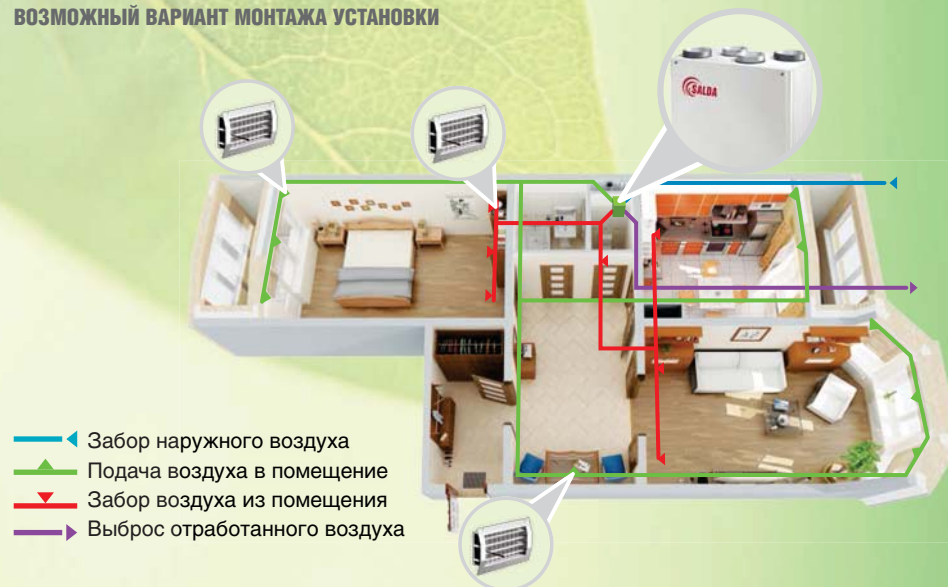 ВОЗМОЖНЫЙ ВАРИАНТ МОНТАЖА УСТАНОВКИ
SALDA
Забор наружного воздуха
Подача воздуха в помещение
Забор воздуха из помещения
Выброс отработанного воздуха